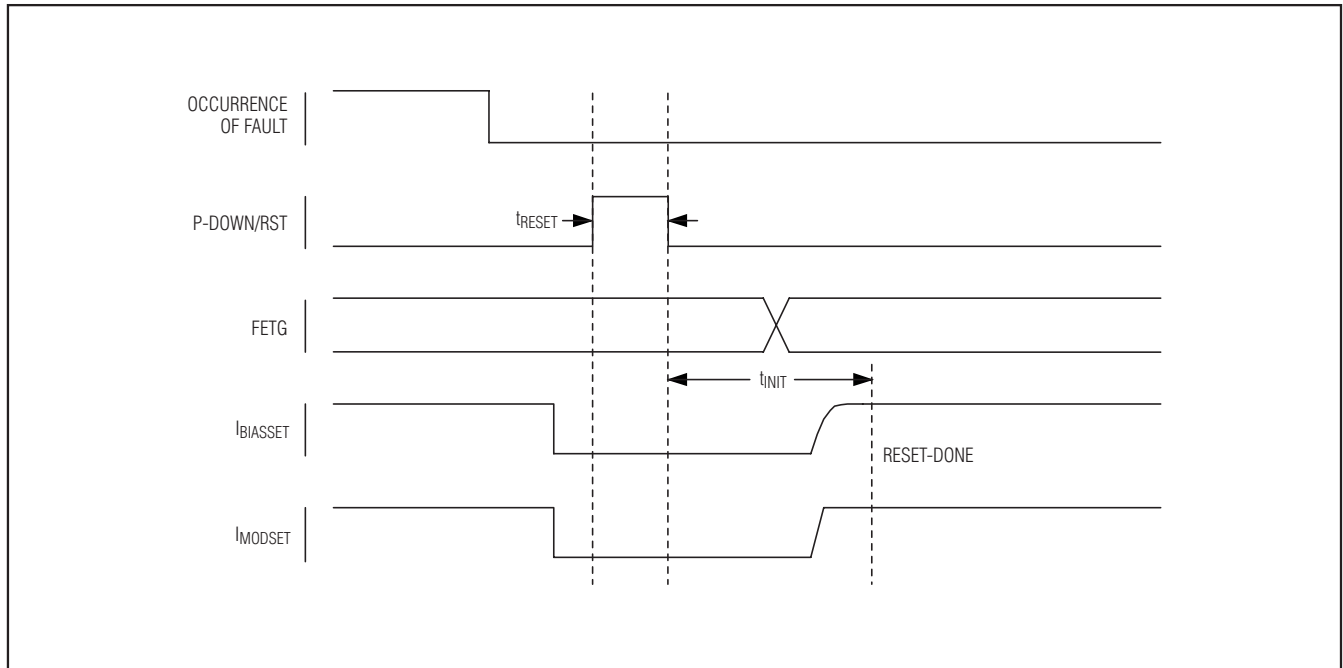 OCCURRENCE
OF FAULT
P-DOWN/RST
tRESET
FETG
tINIT
IBIASSET
RESET-DONE
IMODSET